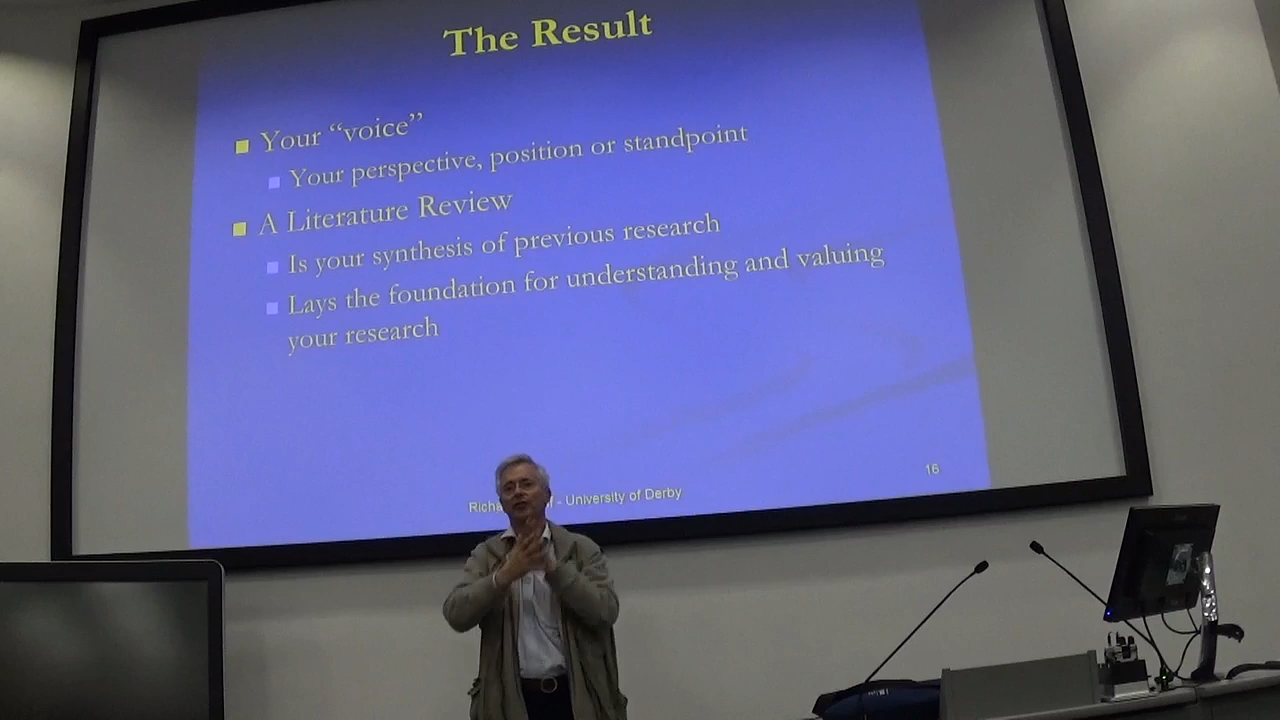 The Result
Your “voice”
Your perspective, position or standpoint
A Literature Review
Is your synthesis of previous research
Lays the foundation for understanding and valuing
your research
16
- University of Derby